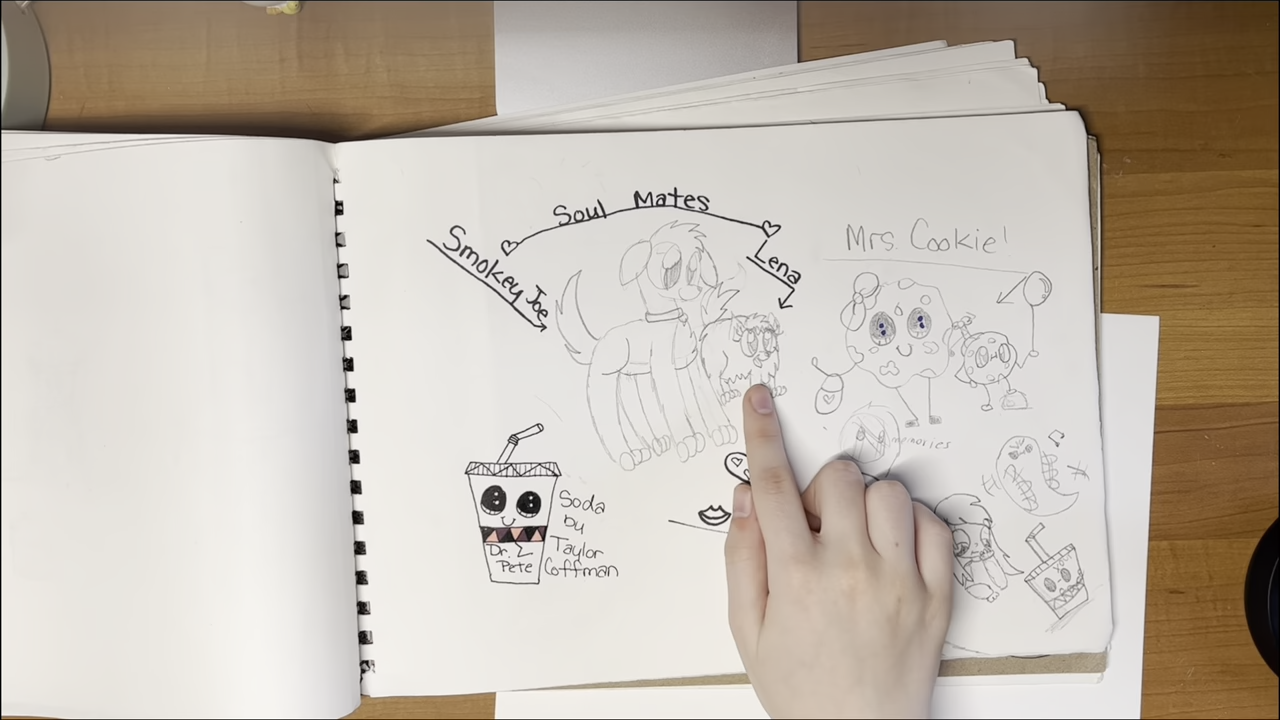 Soul Mates
Smokey Joe
Lena
Mrs. Cookie!
memories
Soda
by
Taylor
Coffman
Dr.
Pete